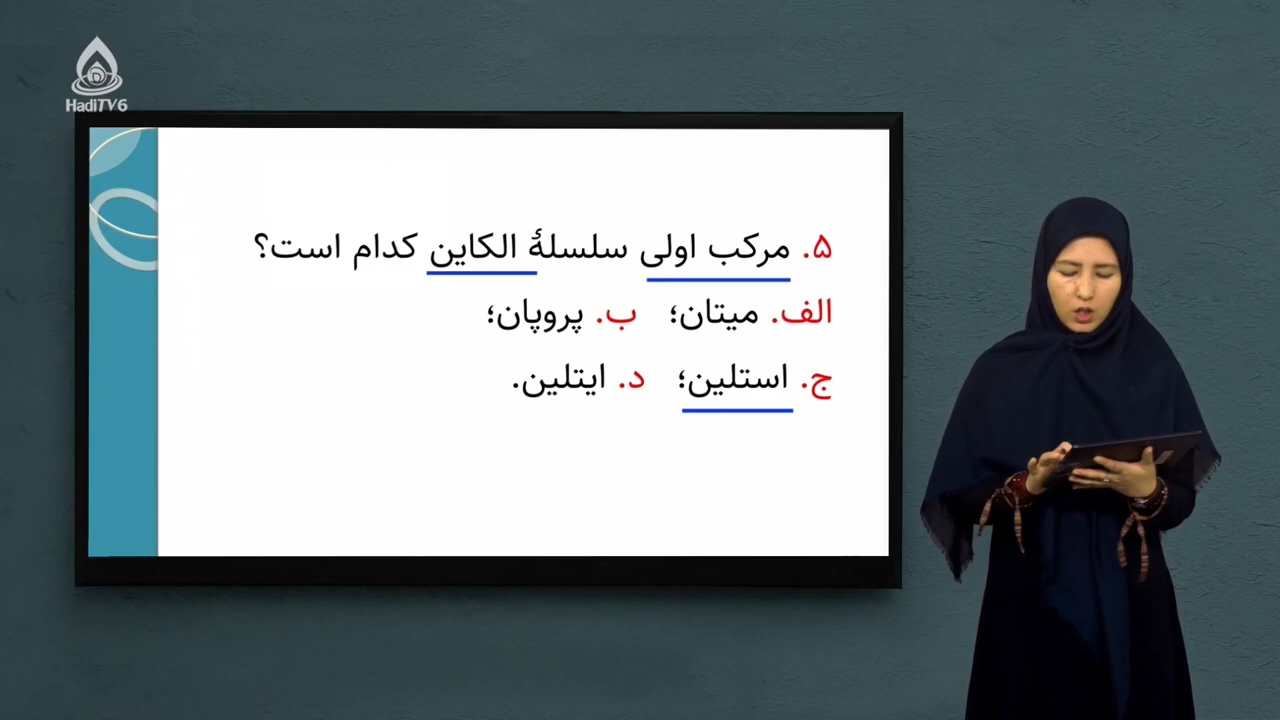 HadiTV6
۵. مرکب اولی سلسلهٔ الکاین کدام است؟
الف. میتان؛ ب. پروپان؛
ج. استلین؛ د. ایتلین.